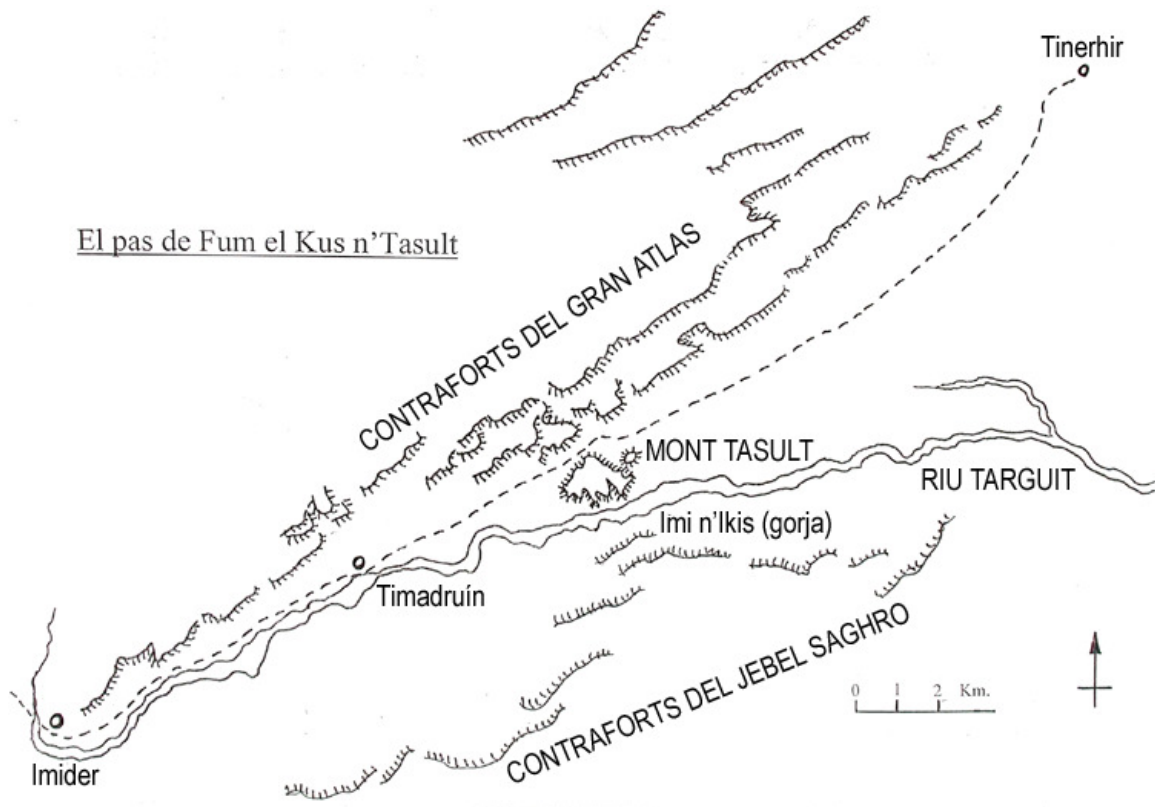 Tinerhir
El pas de Fum el Kus n'Tasult
CONTRAFORTS DEL GRAN ATLAS
MONT TASULT
RIU TARGUIT
Imi n'Ikis (gorja)
Timadruín
CONTRAFORTS DEL JEBEL SAGHRO
0 1 2 Km.
Imider